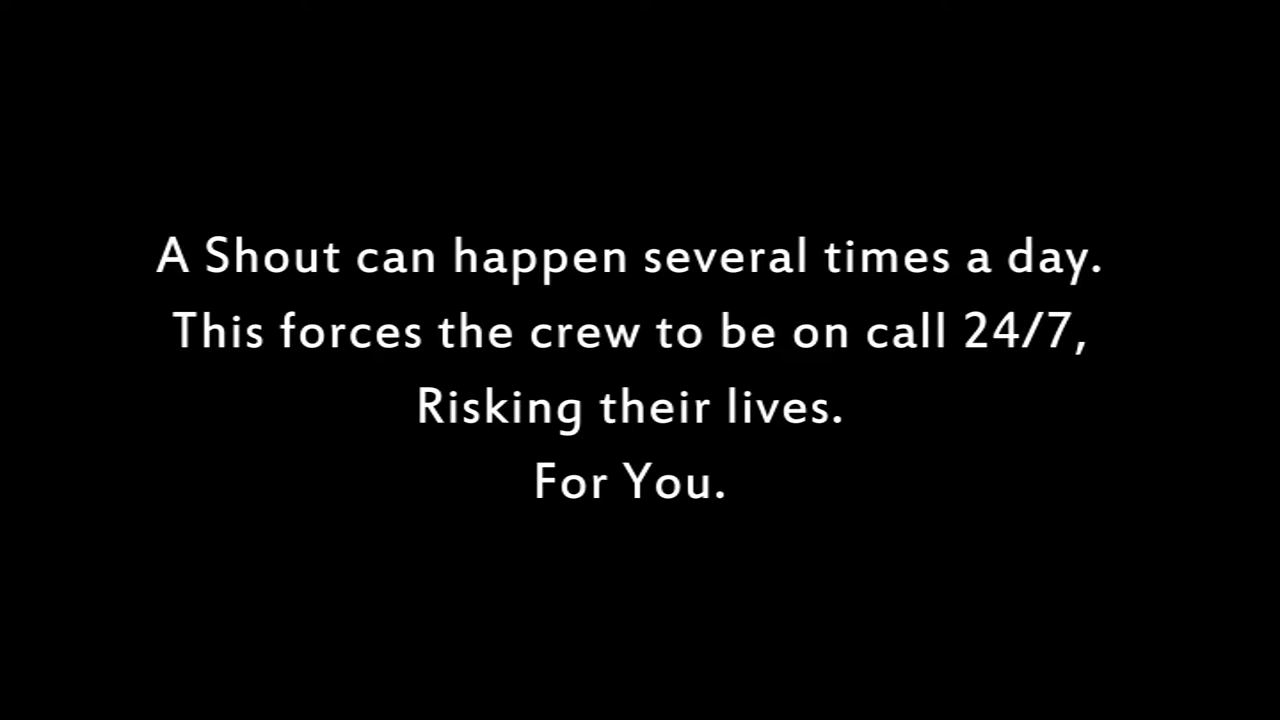 A Shout can happen several times a day.
This forces the crew to be on call 24/7,
Risking their lives.
For You.